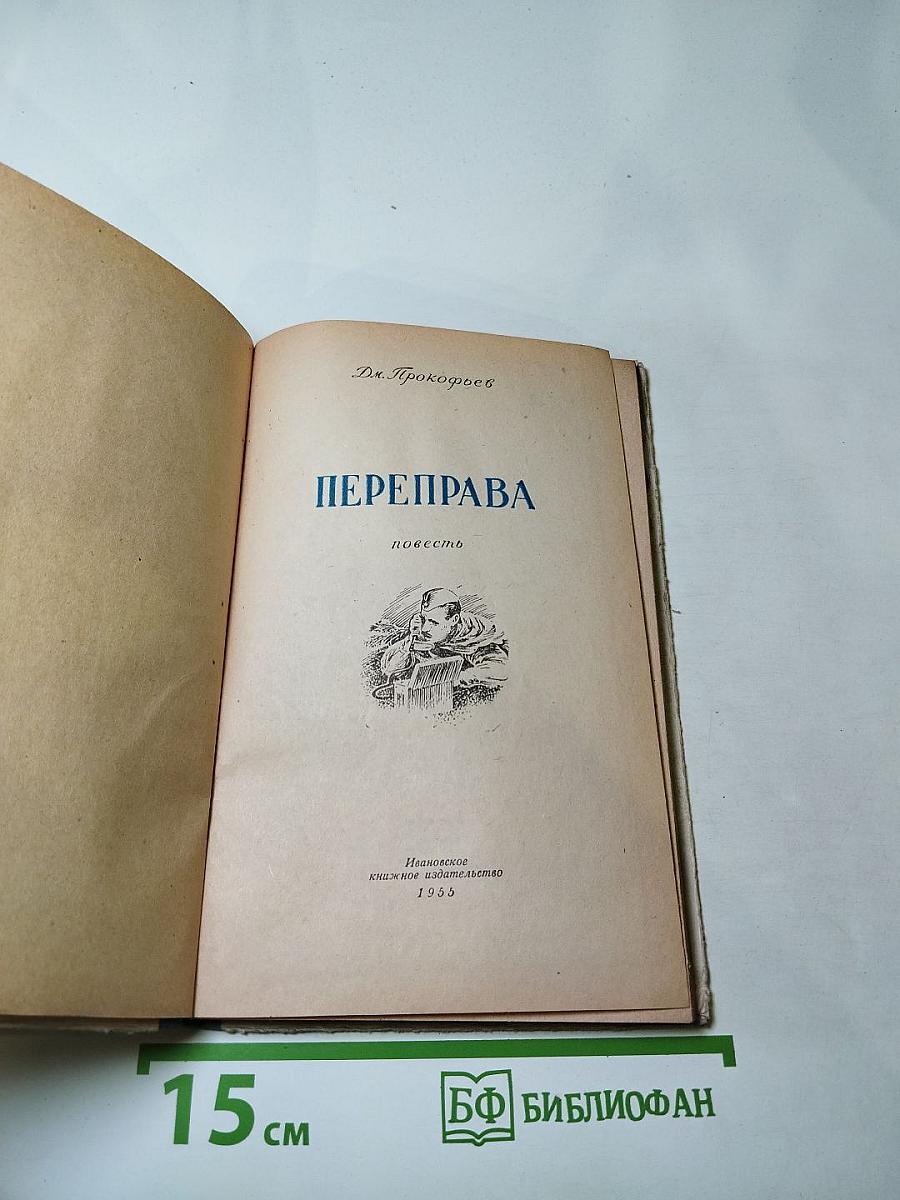 Дм. Прокофьев
ПЕРЕПРАВА
повесть
Ивановское
книжное издательство
1955
15 см
БФ БИБЛИОФАН